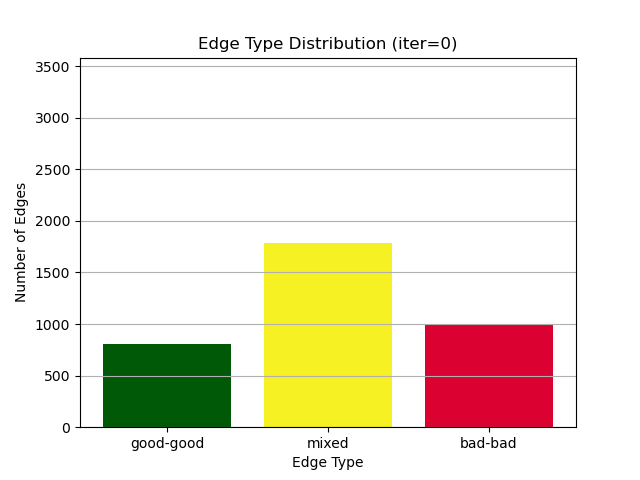 Edge Type Distribution (iter=0)
3500
3000
2500
2000
1500
1000
500
0
Number of Edges
good-good
mixed
bad-bad
Edge Type